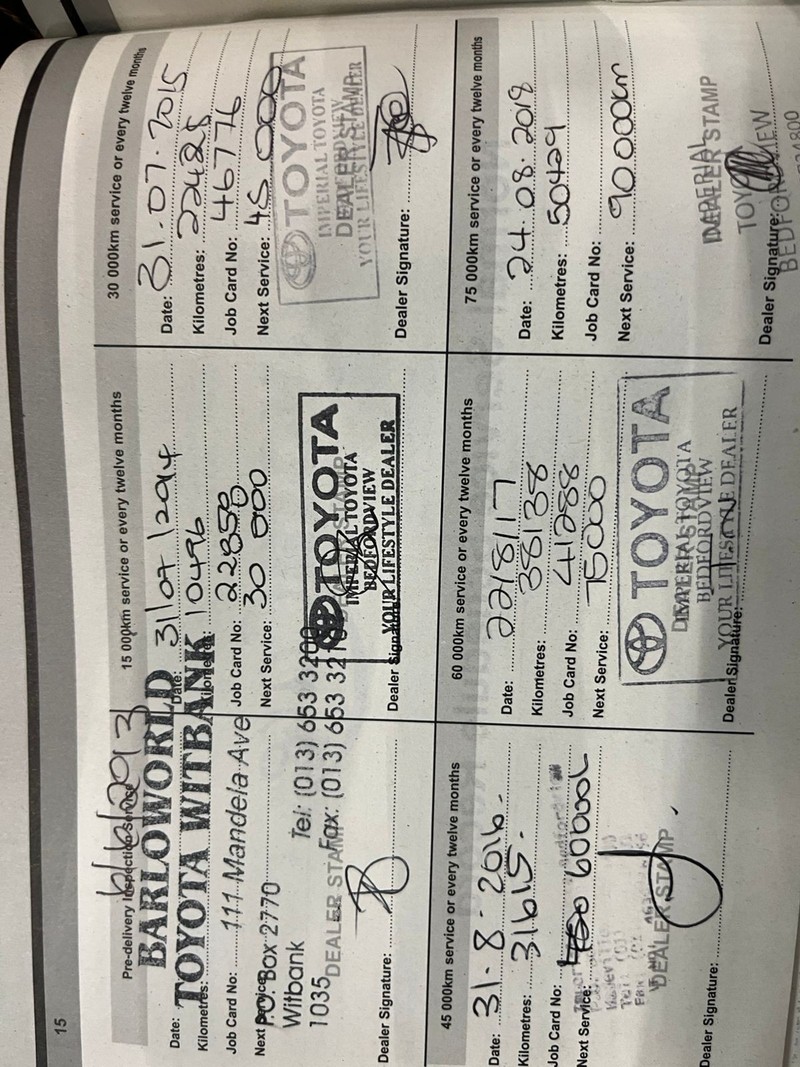 15
Pre-delivery Inspection Service
6/6/2013
BARLOWORLD
Date:
TOYOTA WITBANK
Kilometres:
Job Card No: 111 Mandela Ave
Next Service: P.O. Box 2770
Witbank Tel: (013) 653 3200
1035 Fax: (013) 653
DEALER STAMP
Dealer Signature:
15 000km service or every twelve months
Date: 31/07/2014
Kilometres: 10496
Job Card No: 22858
Next Service: 30 000
TOYOTA
IMPERIAL TOYOTA
BEDFORDVIEW
YOUR LIFESTYLE DEALER
Dealer Signature:
30 000km service or every twelve months
Date: 31.07.2015
Kilometres: 22485
Job Card No: 46776
Next Service: 45 000
TOYOTA
IMPERIAL TOYOTA
DEALER STAMP
BEDFORDVIEW
YOUR LIFESTYLE DEALER
Dealer Signature:
45 000km service or every twelve months
Date: 31.8.2016
Kilometres: 31615
Job Card No:
Next Service: 60000
DEALER STAMP
Dealer Signature:
60 000km service or every twelve months
Date: 22/8/17
Kilometres: 38138
Job Card No: 41288
Next Service: 75000
TOYOTA
DEALER STAMP
IMPERIAL TOYOTA
BEDFORDVIEW
YOUR LIFESTYLE DEALER
Dealer Signature:
75 000km service or every twelve months
Date: 24.08.2018
Kilometres: 50429
Job Card No:
Next Service: 90 000km
IMPERIAL
DEALER STAMP
Dealer Signature: